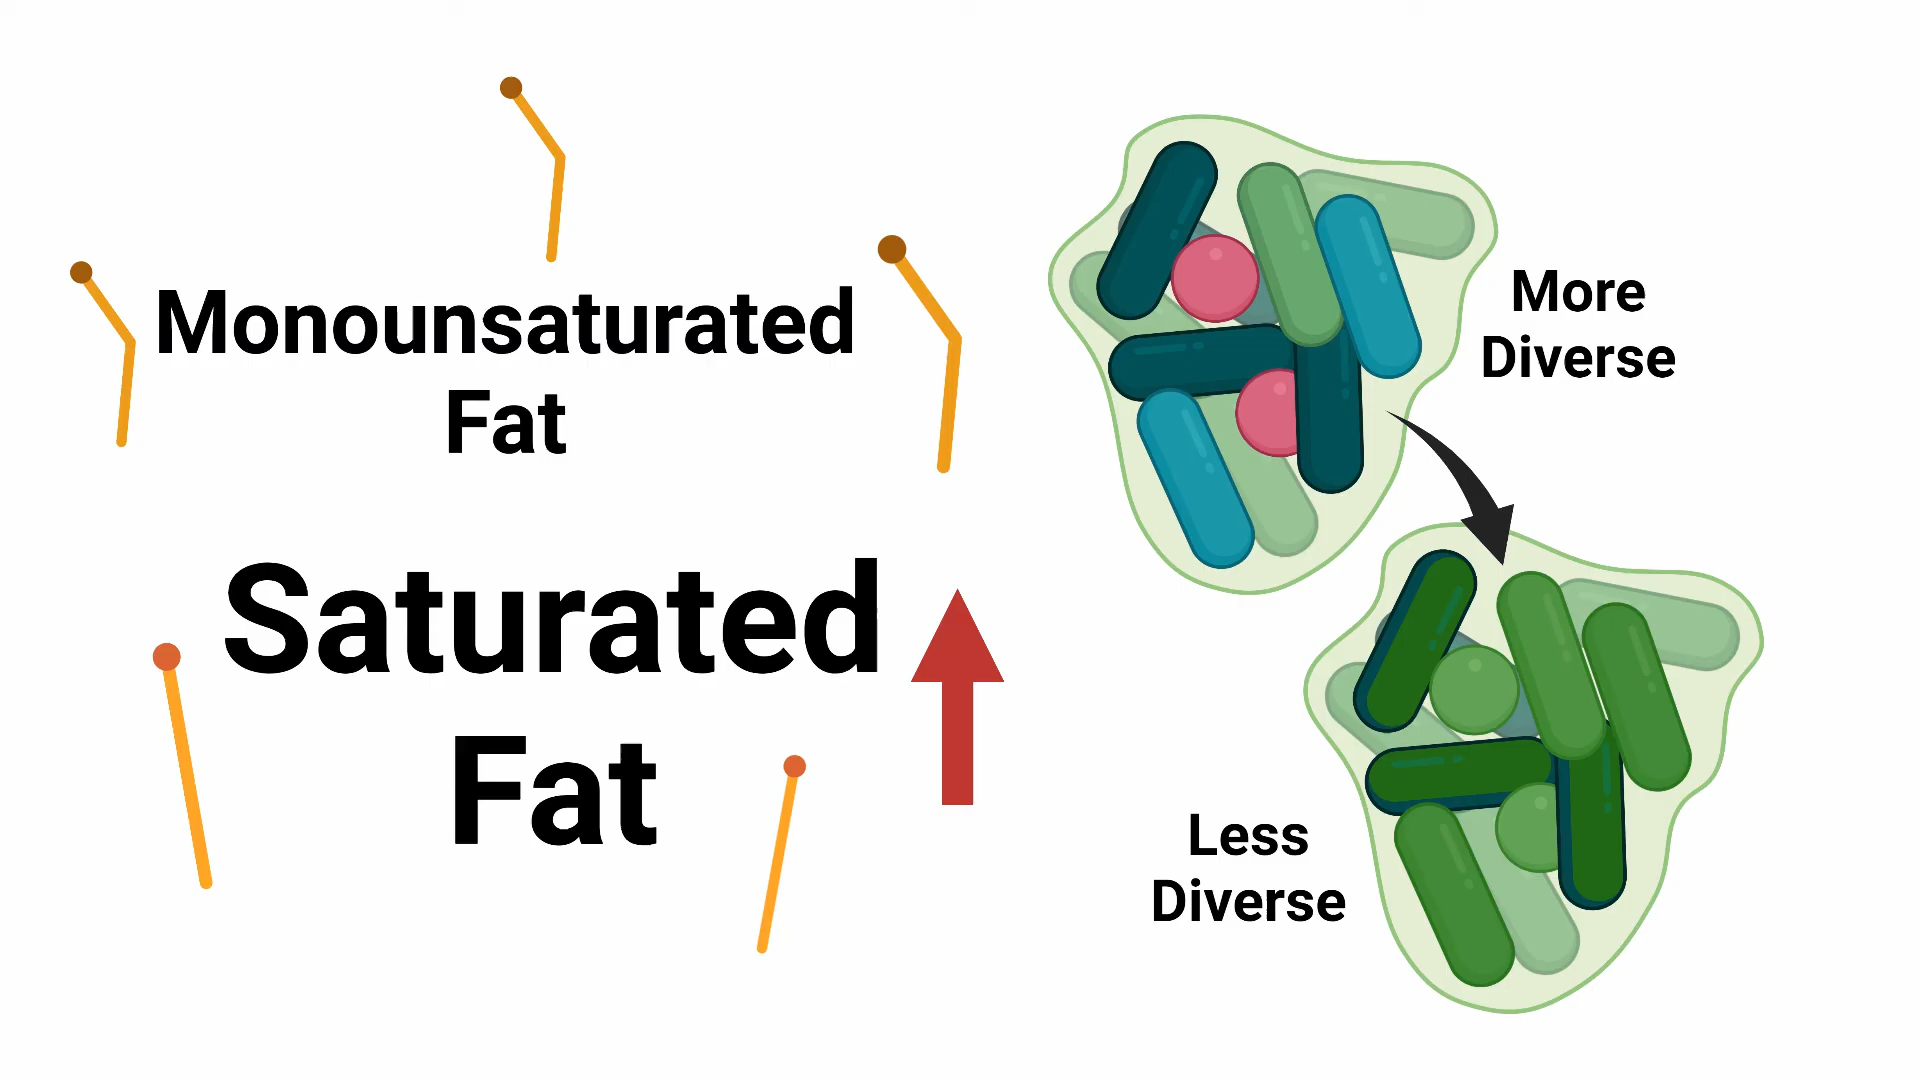 Monounsaturated
Fat
Saturated
Fat
More
Diverse
Less
Diverse